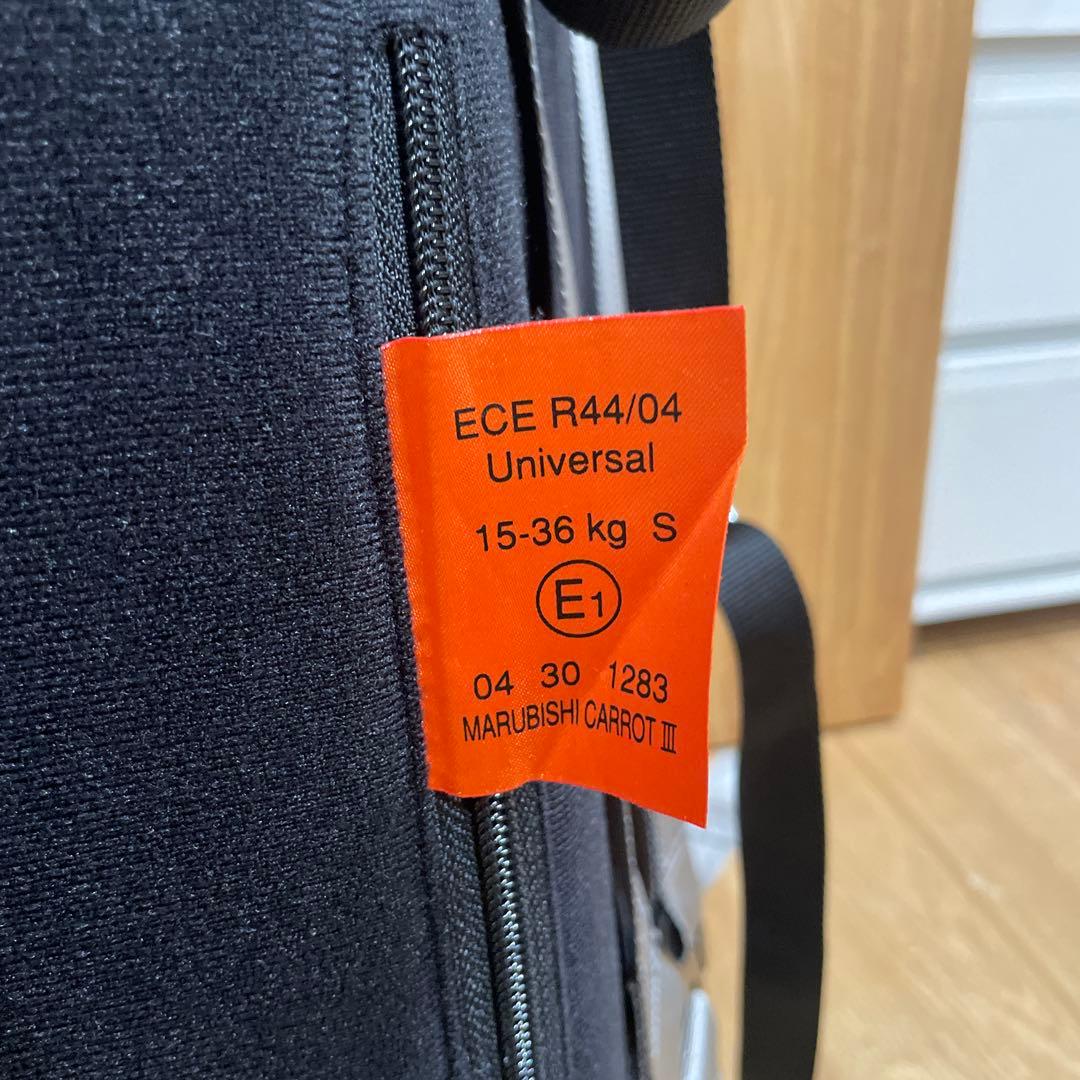 ECE R44/04
Universal
15-36 kg S
E1
04 30 1283
MARUBISHI CARROT III